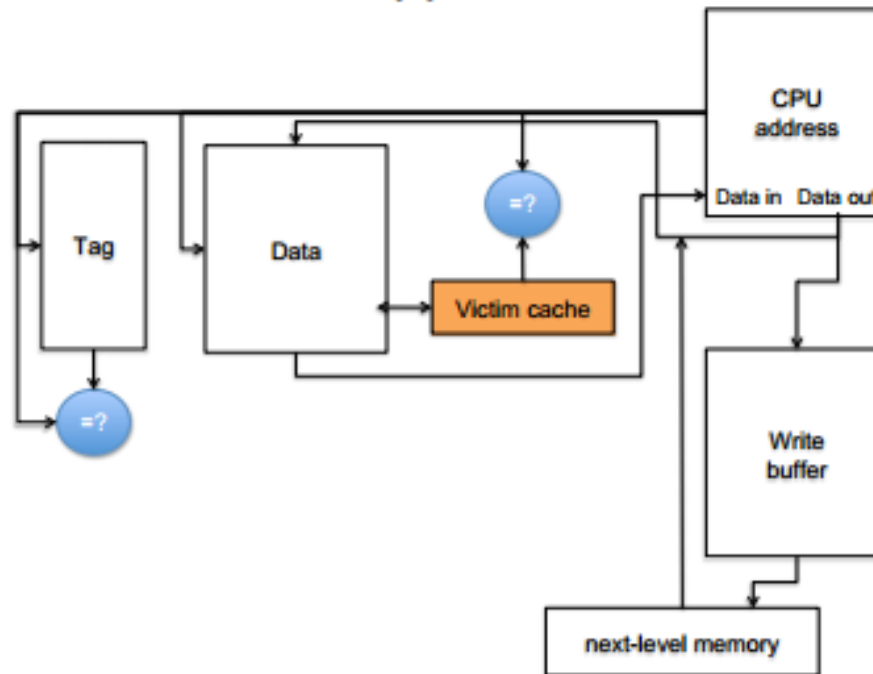 CPU
address
Data in Data out
=?
Tag
Data
Victim cache
=?
Write
buffer
next-level memory